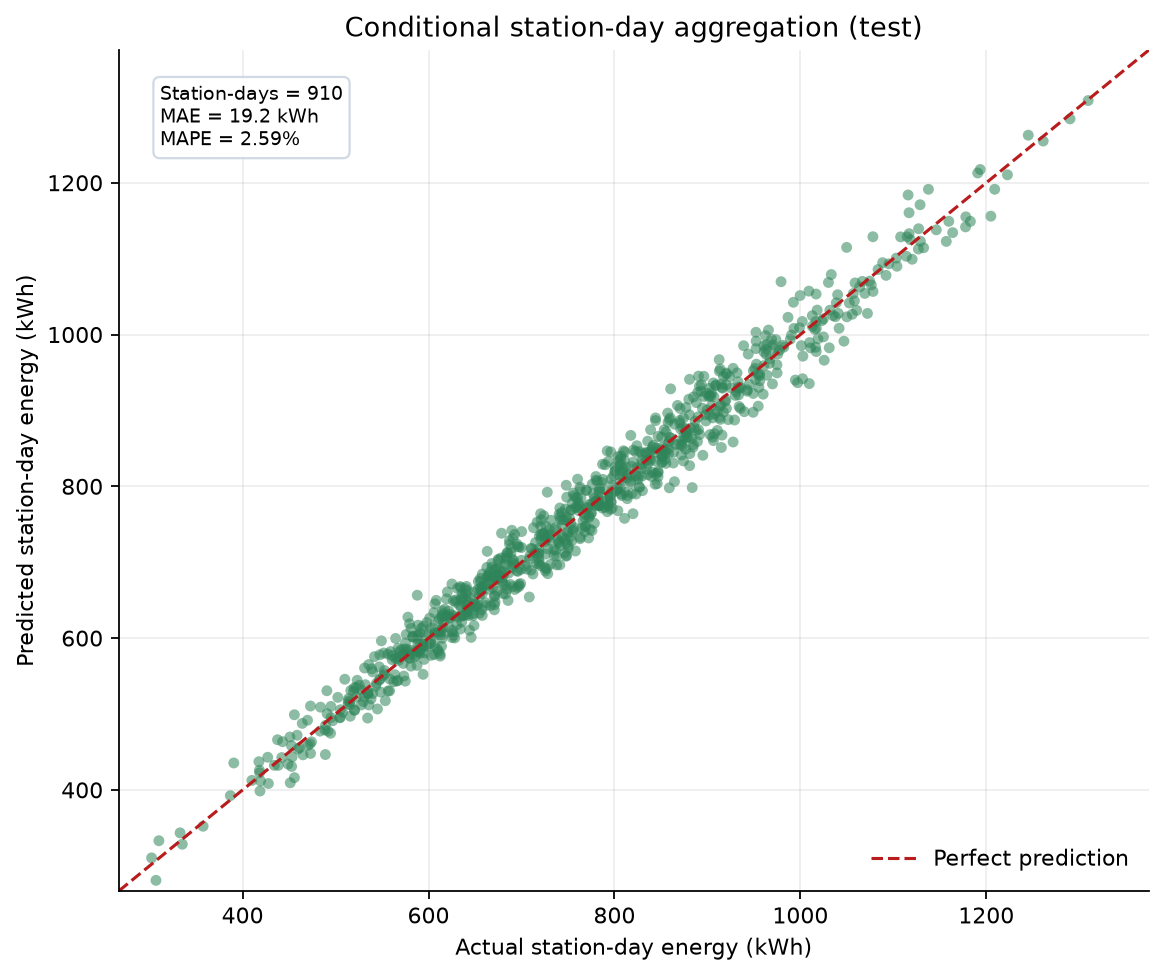 Conditional station-day aggregation (test)
Station-days = 910
MAE = 19.2 kWh
MAPE = 2.59%
Predicted station-day energy (kWh)
1200
1000
800
600
400
Perfect prediction
400 600 800 1000 1200
Actual station-day energy (kWh)